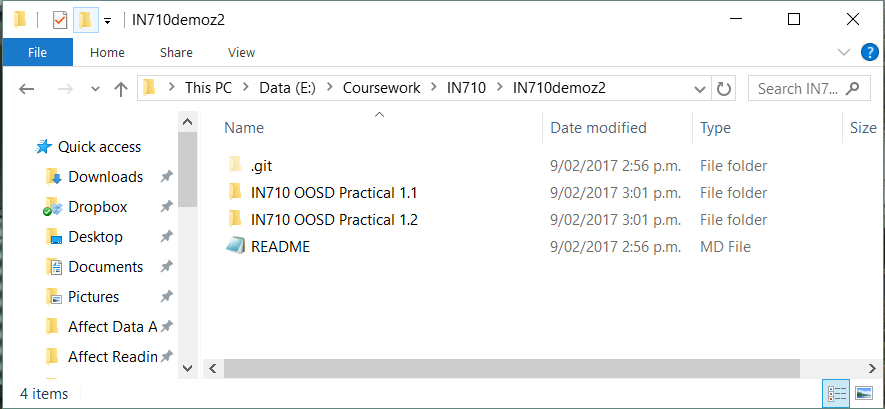 IN710demoz2
File Home Share View
This PC Data (E:) Coursework IN710 IN710demoz2 Search IN7...
Name Date modified Type Size
Quick access
Downloads
Dropbox
Desktop
Documents
Pictures
Affect Data A
Affect Readin
.git 9/02/2017 2:56 p.m. File folder
IN710 OOSD Practical 1.1 9/02/2017 3:01 p.m. File folder
IN710 OOSD Practical 1.2 9/02/2017 3:01 p.m. File folder
README 9/02/2017 2:56 p.m. MD File
4 items